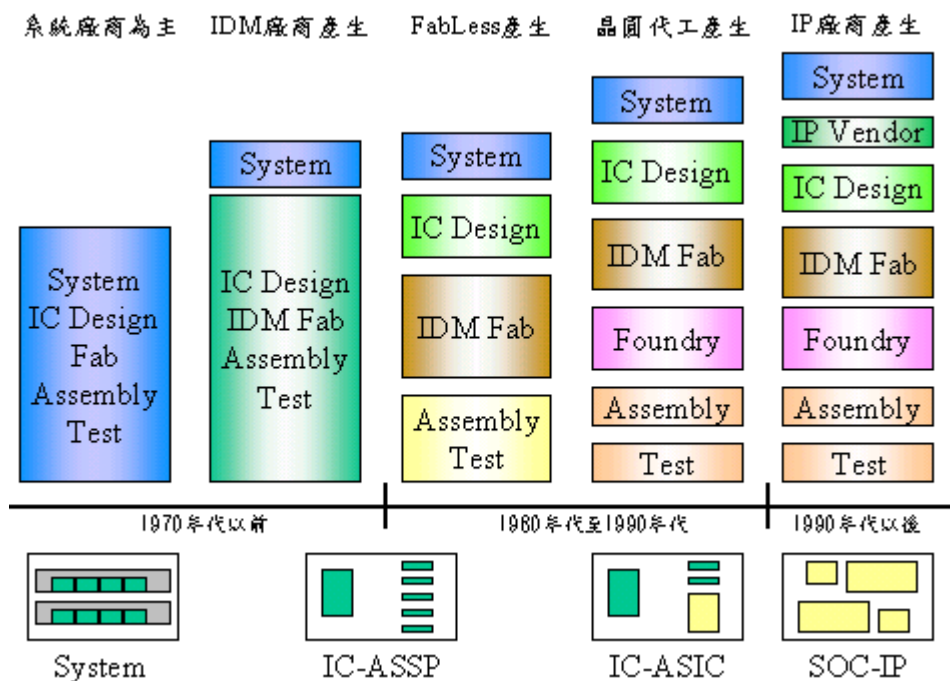 系統廠商為主
IDM廠商產生
FabLess產生
晶圓代工產生
IP廠商產生
System
IC Design
Fab
Assembly
Test
System
IC Design
IDM Fab
Assembly
Test
System
IC Design
IDM Fab
Assembly
Test
System
IC Design
IDM Fab
Foundry
Assembly
Test
System
IP Vendor
IC Design
IDM Fab
Foundry
Assembly
Test
1970年代以前
1980年代至1990年代
1990年代以後
System
IC-ASSP
IC-ASIC
SOC-IP